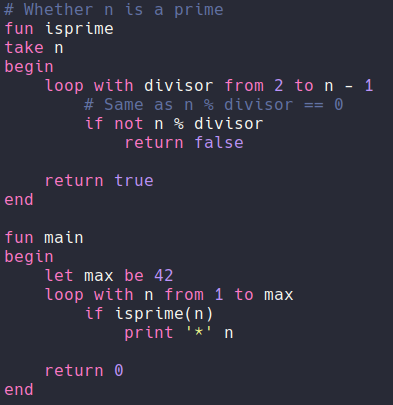 # Whether n is a prime
fun isprime
take n
begin
    loop with divisor from 2 to n - 1
        # Same as n % divisor == 0
        if not n % divisor
            return false

    return true
end

fun main
begin
    let max be 42
    loop with n from 1 to max
        if isprime(n)
            print '*' n

    return 0
end